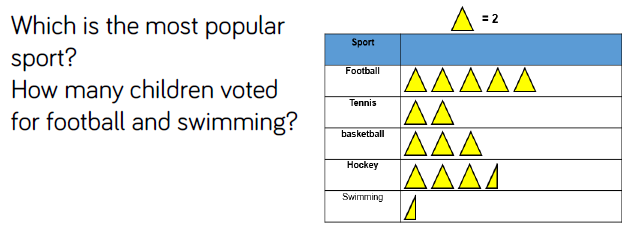 Which is the most popular
sport?
How many children voted
for football and swimming?
= 2
Sport
Football
Tennis
basketball
Hockey
Swimming